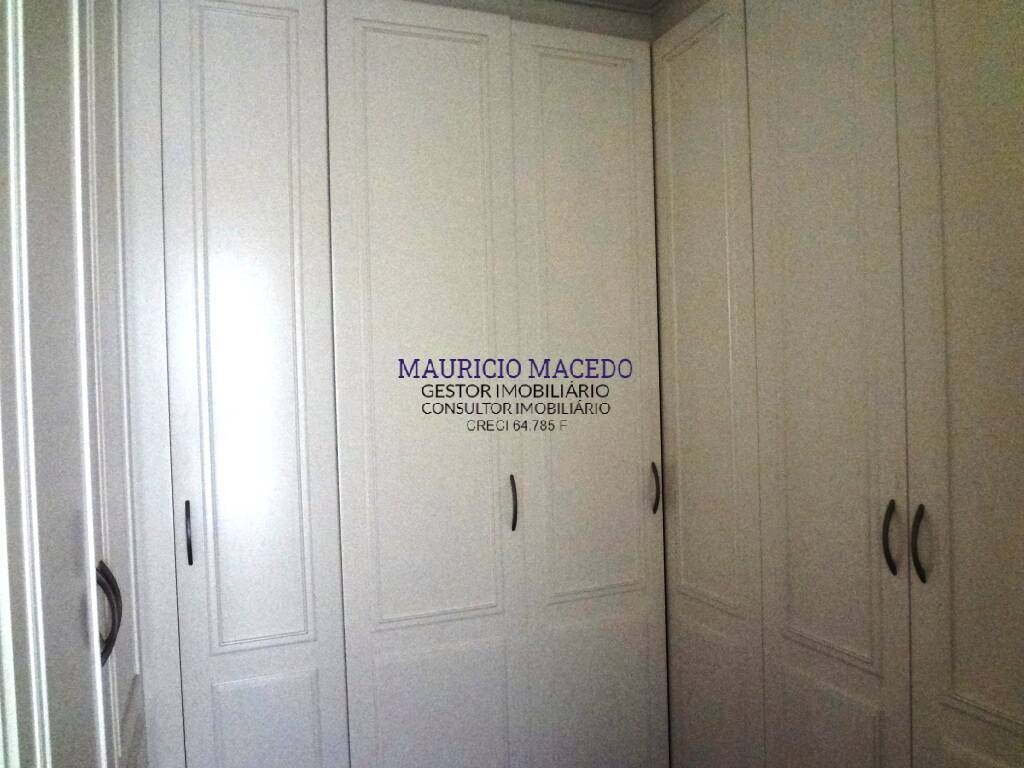 MAURICIO MACEDO
GESTOR IMOBILIÁRIO
CONSULTOR IMOBILIÁRIO
CRECI 64.785 F